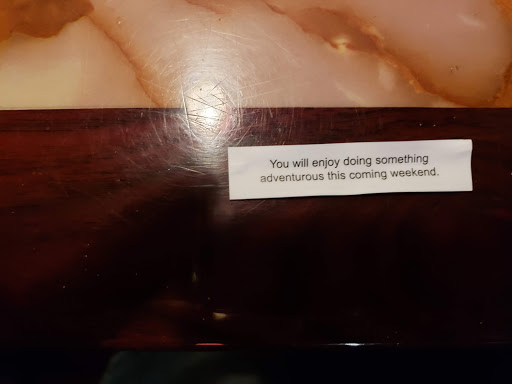 You will enjoy doing something
adventurous this coming weekend.